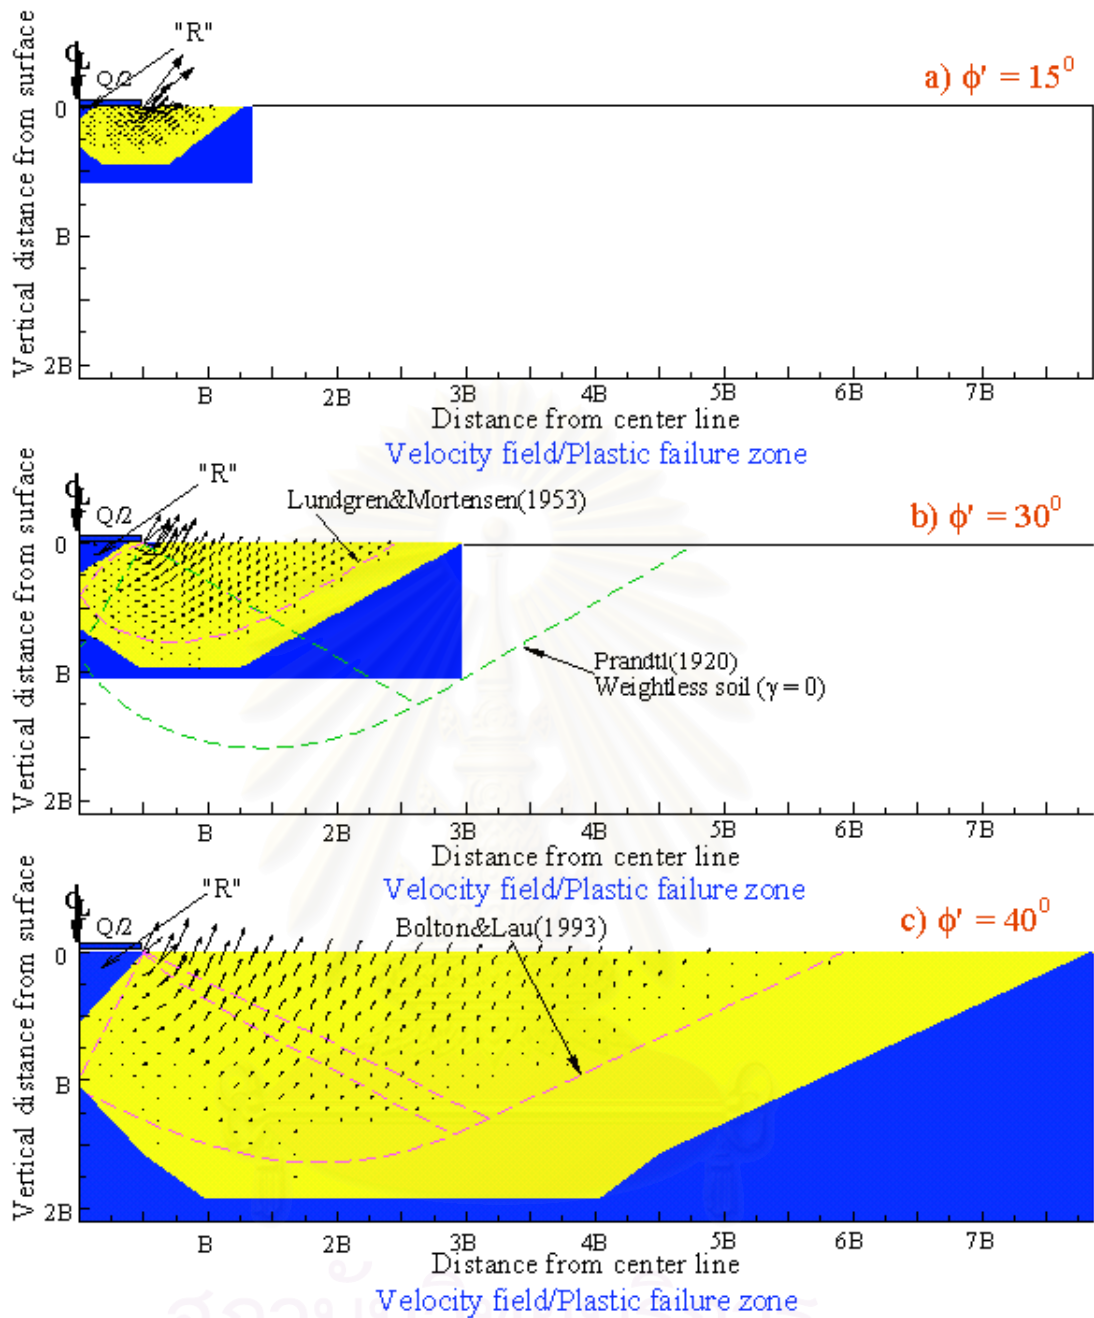 "R"
℄
Q/2
a) ϕ' = 15⁰
Vertical distance from surface
0
B
2B
B 2B 3B 4B 5B 6B 7B
Distance from center line
Velocity field/Plastic failure zone
"R"
℄
Q/2
Lundgren&Mortensen(1953)
b) ϕ' = 30⁰
Vertical distance from surface
0
B
2B
Prandtl(1920)
Weightless soil (γ = 0)
B 2B 3B 4B 5B 6B 7B
Distance from center line
Velocity field/Plastic failure zone
"R"
℄
Q/2
Bolton&Lau(1993)
c) ϕ' = 40⁰
Vertical distance from surface
0
B
2B
B 2B 3B 4B 5B 6B 7B
Distance from center line
Velocity field/Plastic failure zone